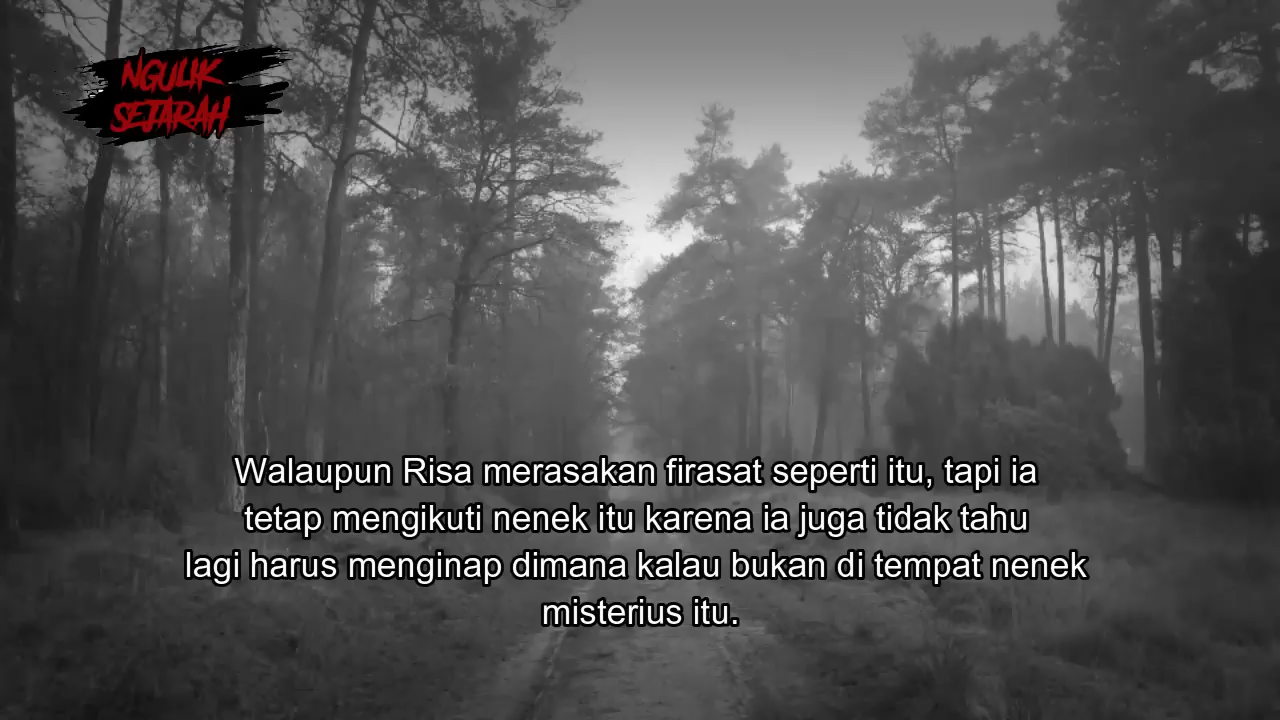 NGULIK
SEJARAH
Walaupun Risa merasakan firasat seperti itu, tapi ia
tetap mengikuti nenek itu karena ia juga tidak tahu
lagi harus menginap dimana kalau bukan di tempat nenek
misterius itu.